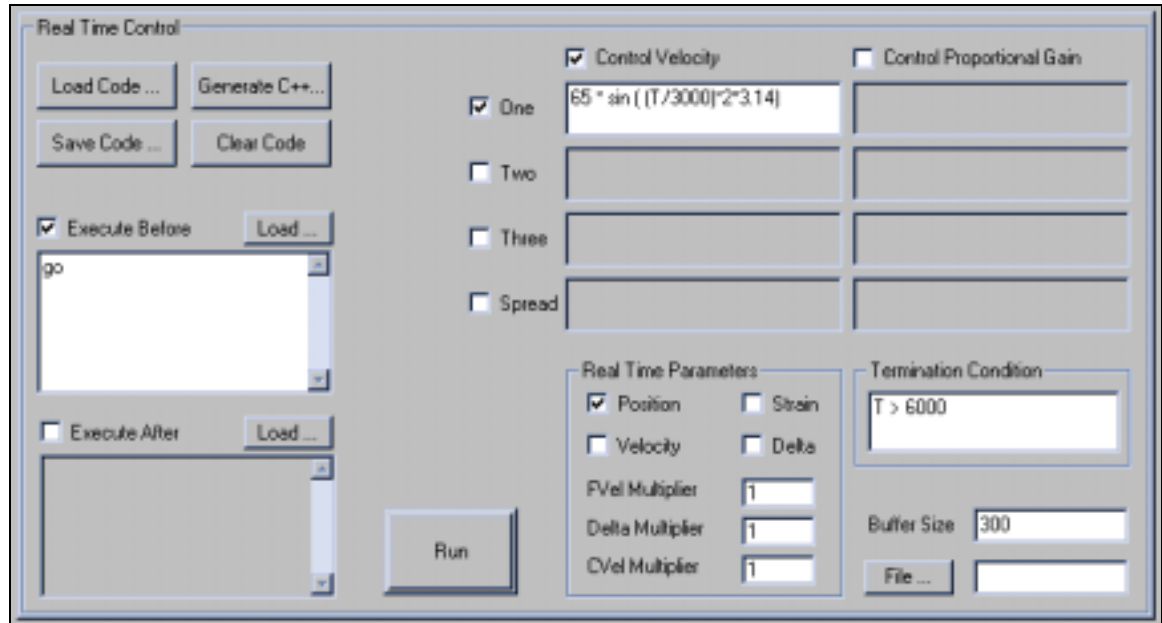 Real Time Control
Load Code ...
Generate C++...
Save Code ...
Clear Code
Execute Before
Load ...
go
Execute After
Load ...
Run
Control Velocity
Control Proportional Gain
One
65 * sin ( (T/3000)*2*3.14)
Two
Three
Spread
Real Time Parameters
Position
Strain
Velocity
Delta
FVel Multiplier
1
Delta Multiplier
1
CVel Multiplier
1
Termination Condition
T > 6000
Buffer Size
300
File ...